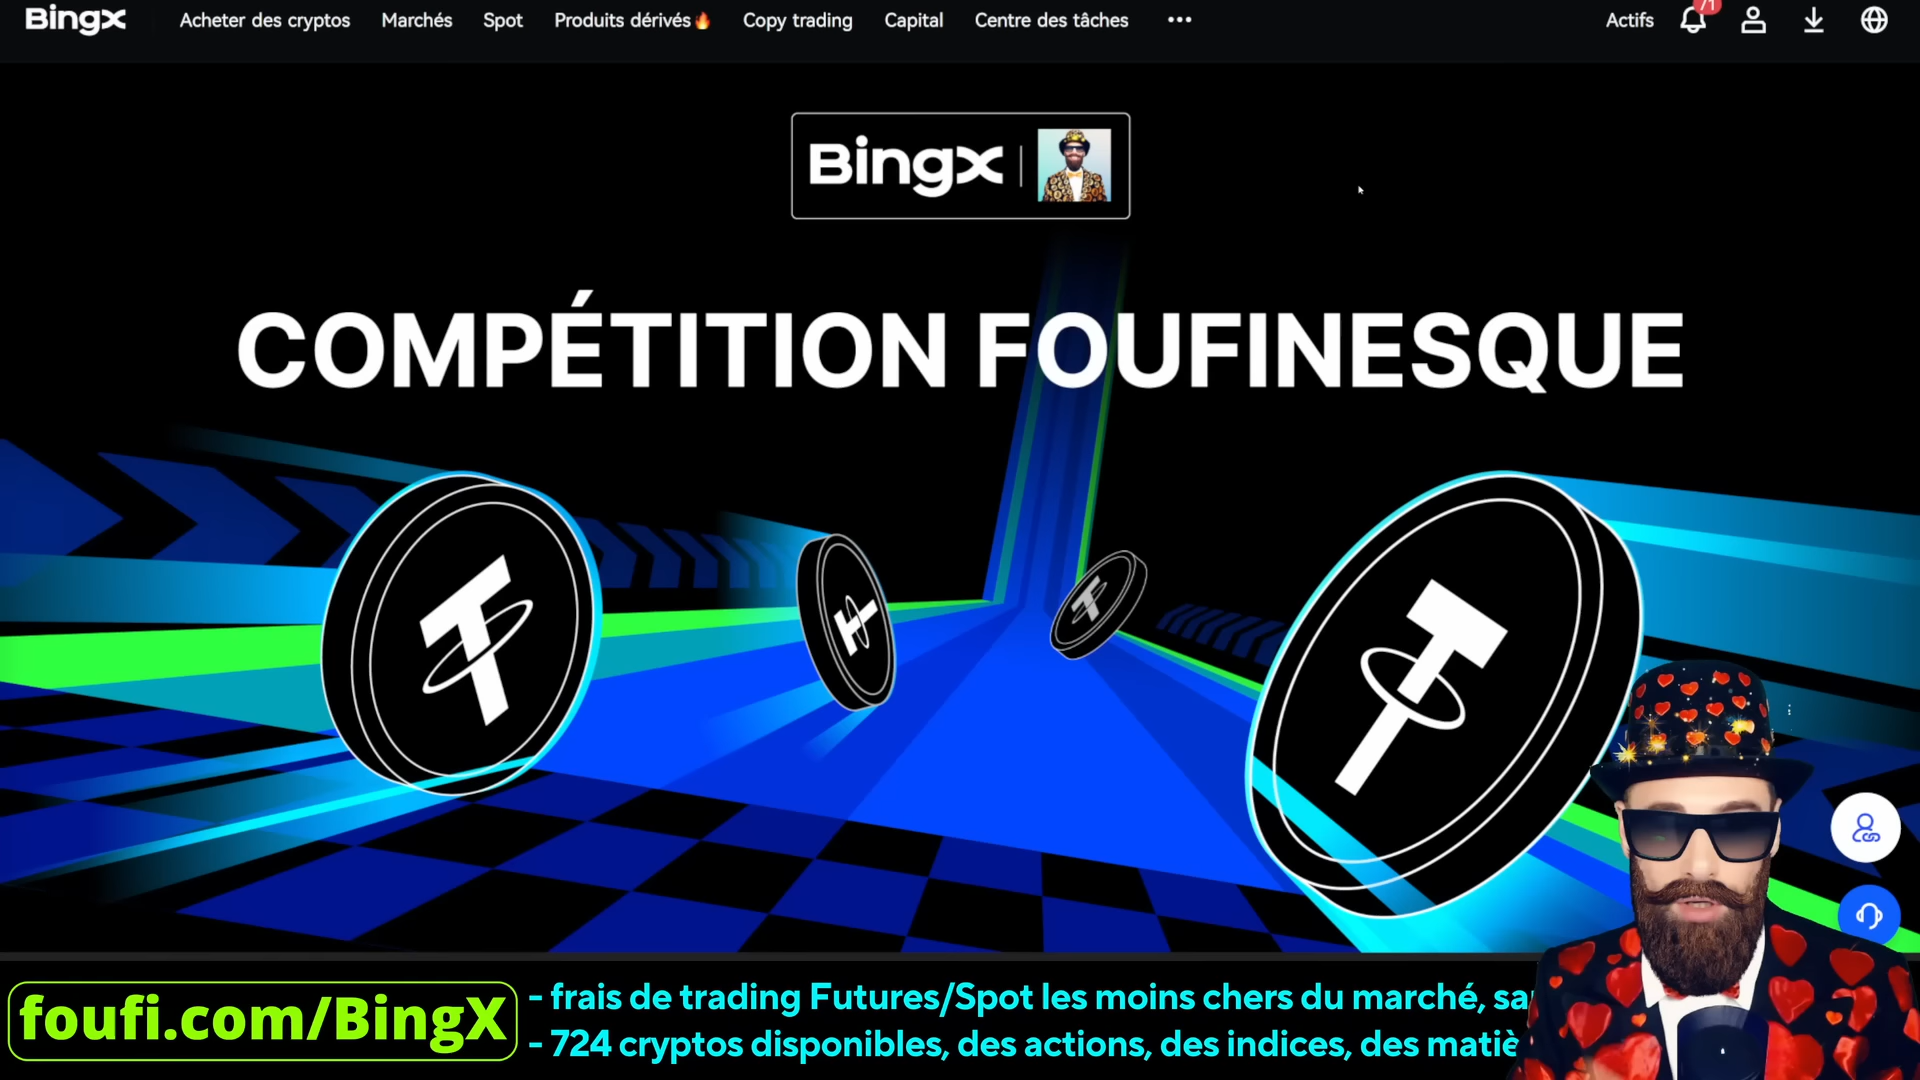 BingX
Acheter des cryptos Marchés Spot Produits dérivés Copy trading Capital Centre des tâches ••• Actifs 71
BingX
COMPÉTITION FOUFINESQUE
foufi.com/BingX
- frais de trading Futures/Spot les moins chers du marché,
- 724 cryptos disponibles, des actions, des indices, des